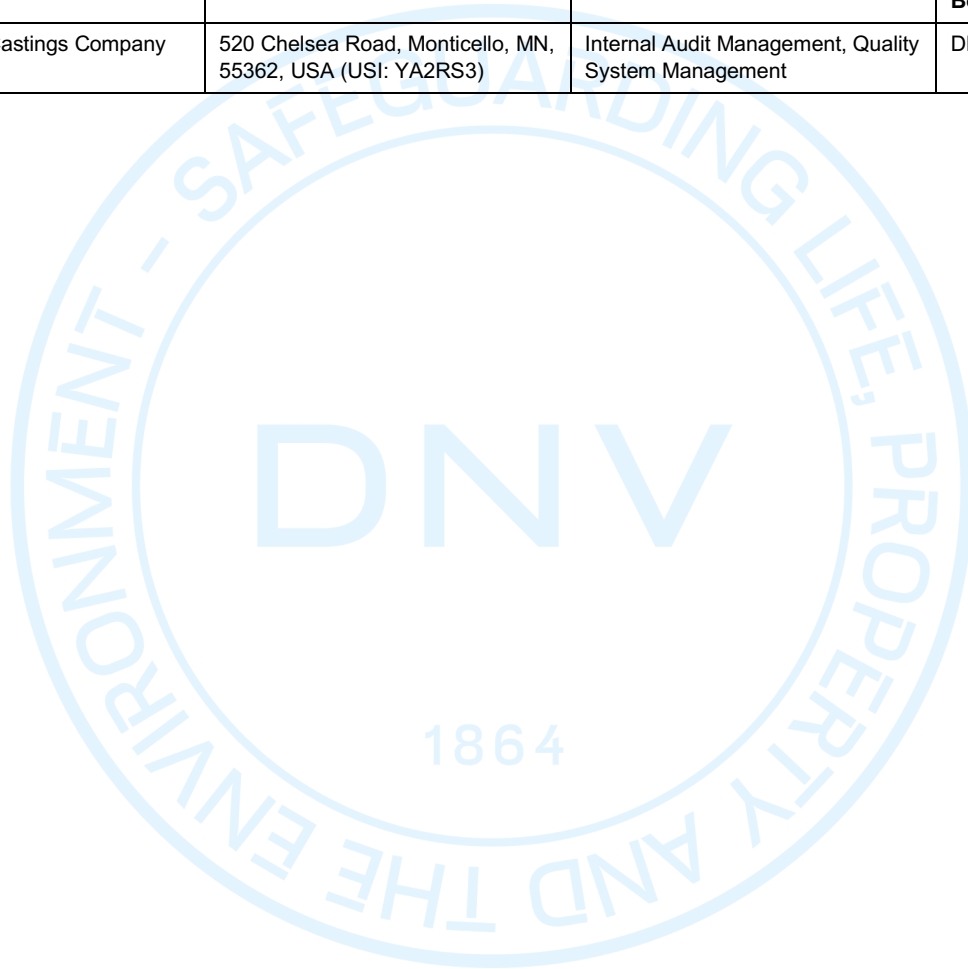 astings Company
520 Chelsea Road, Monticello, MN,
55362, USA (USI: YA2RS3)
Internal Audit Management, Quality
System Management
SAFEGUARDING LIFE, PROPERTY AND THE ENVIRONMENT -
DNV
1864